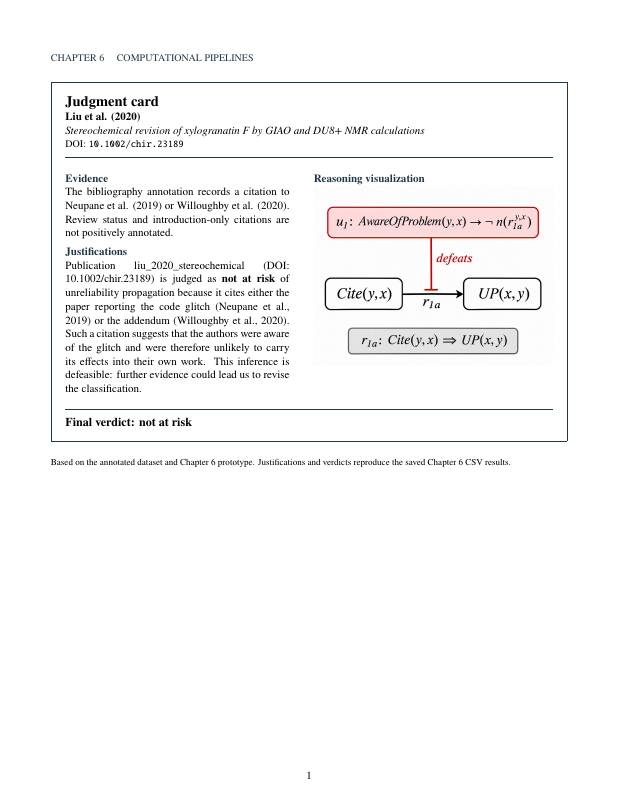 CHAPTER 6 COMPUTATIONAL PIPELINES
Judgment card
Liu et al. (2020)
Stereochemical revision of xylogranatin F by GIAO and DU8+ NMR calculations
DOI: 10.1002/chir.23189
Evidence
The bibliography annotation records a citation to
Neupane et al. (2019) or Willoughby et al. (2020).
Review status and introduction-only citations are
not positively annotated.
Justifications
Publication liu_2020_stereochemical (DOI:
10.1002/chir.23189) is judged as not at risk of
unreliability propagation because it cites either the
paper reporting the code glitch (Neupane et al.,
2019) or the addendum (Willoughby et al., 2020).
Such a citation suggests that the authors were aware
of the glitch and were therefore unlikely to carry
its effects into their own work. This inference is
defeasible: further evidence could lead us to revise
the classification.
Reasoning visualization
u₁: AwareOfProblem(y,x) → ¬ n(r_{1a}^{y,x})
defeats
Cite(y,x)
r_{1a}
UP(x,y)
r_{1a}: Cite(y,x) ⇒ UP(x,y)
Final verdict: not at risk
Based on the annotated dataset and Chapter 6 prototype. Justifications and verdicts reproduce the saved Chapter 6 CSV results.
1